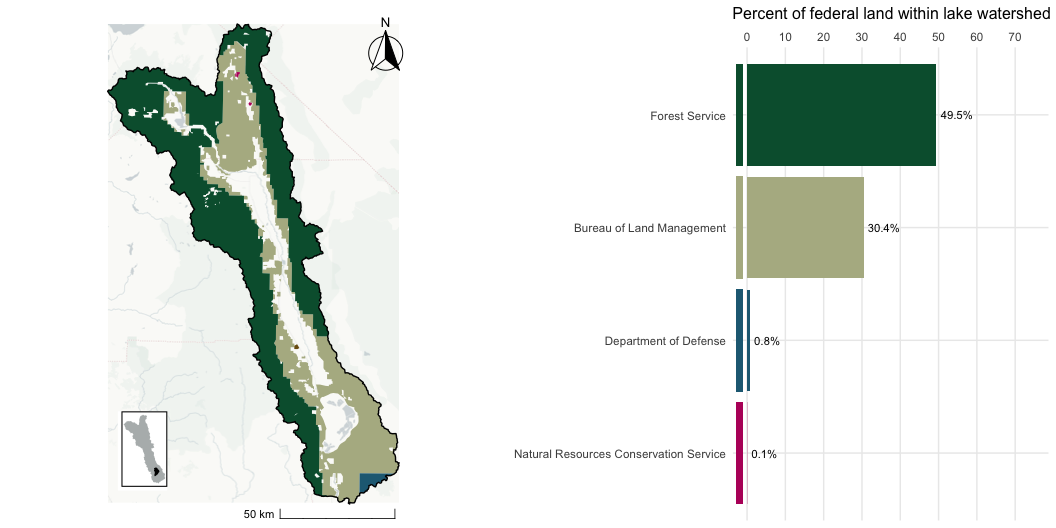 N
50 km
Percent of federal land within lake watershed
0 10 20 30 40 50 60 70
Forest Service 49.5%
Bureau of Land Management 30.4%
Department of Defense 0.8%
Natural Resources Conservation Service 0.1%